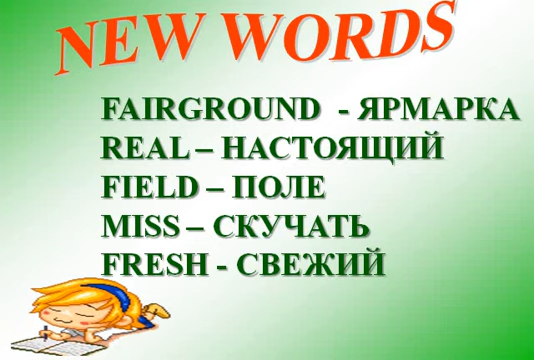 NEW WORDS
FAIRGROUND - ЯРМАРКА
REAL – НАСТОЯЩИЙ
FIELD – ПОЛЕ
MISS – СКУЧАТЬ
FRESH - СВЕЖИЙ